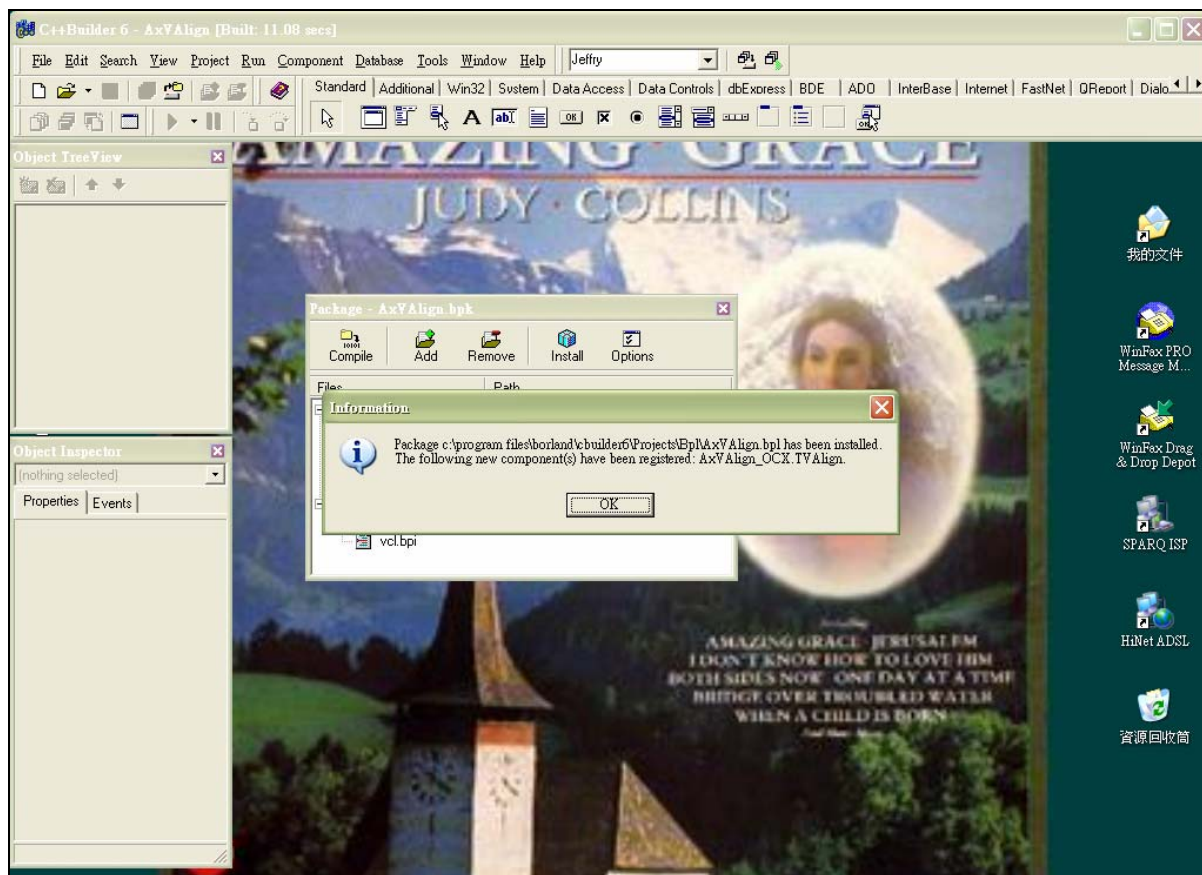 C++Builder 6 - AxVAlign [Built: 11.08 secs]
File Edit Search View Project Run Component Database Tools Window Help Jeffry
Standard Additional Win32 System Data Access Data Controls dbExpress BDE ADO InterBase Internet FastNet QReport Dialo
Object TreeView
AMAZING · GRACE
JUDY · COLLINS
我的文件
Package - AxVAlign.bpk
Compile Add Remove Install Options
Files Path
WinFax PRO
Message M...
Information
Package c:\program files\borland\cbuilder6\Projects\Bpl\AxVAlign.bpl has been installed.
The following new component(s) have been registered: AxVAlign_OCX.TVAlign.
OK
vcl.bpi
WinFax Drag
& Drop Depot
Object Inspector
(nothing selected)
Properties Events
SPARQ ISP
HiNet ADSL
AMAZING GRACE JERUSALEM
I DON'T KNOW HOW TO LOVE HIM
BOTH SIDES NOW ONE DAY AT A TIME
BRIDGE OVER TROUBLED WATER
WHEN A CHILD IS BORN
資源回收筒